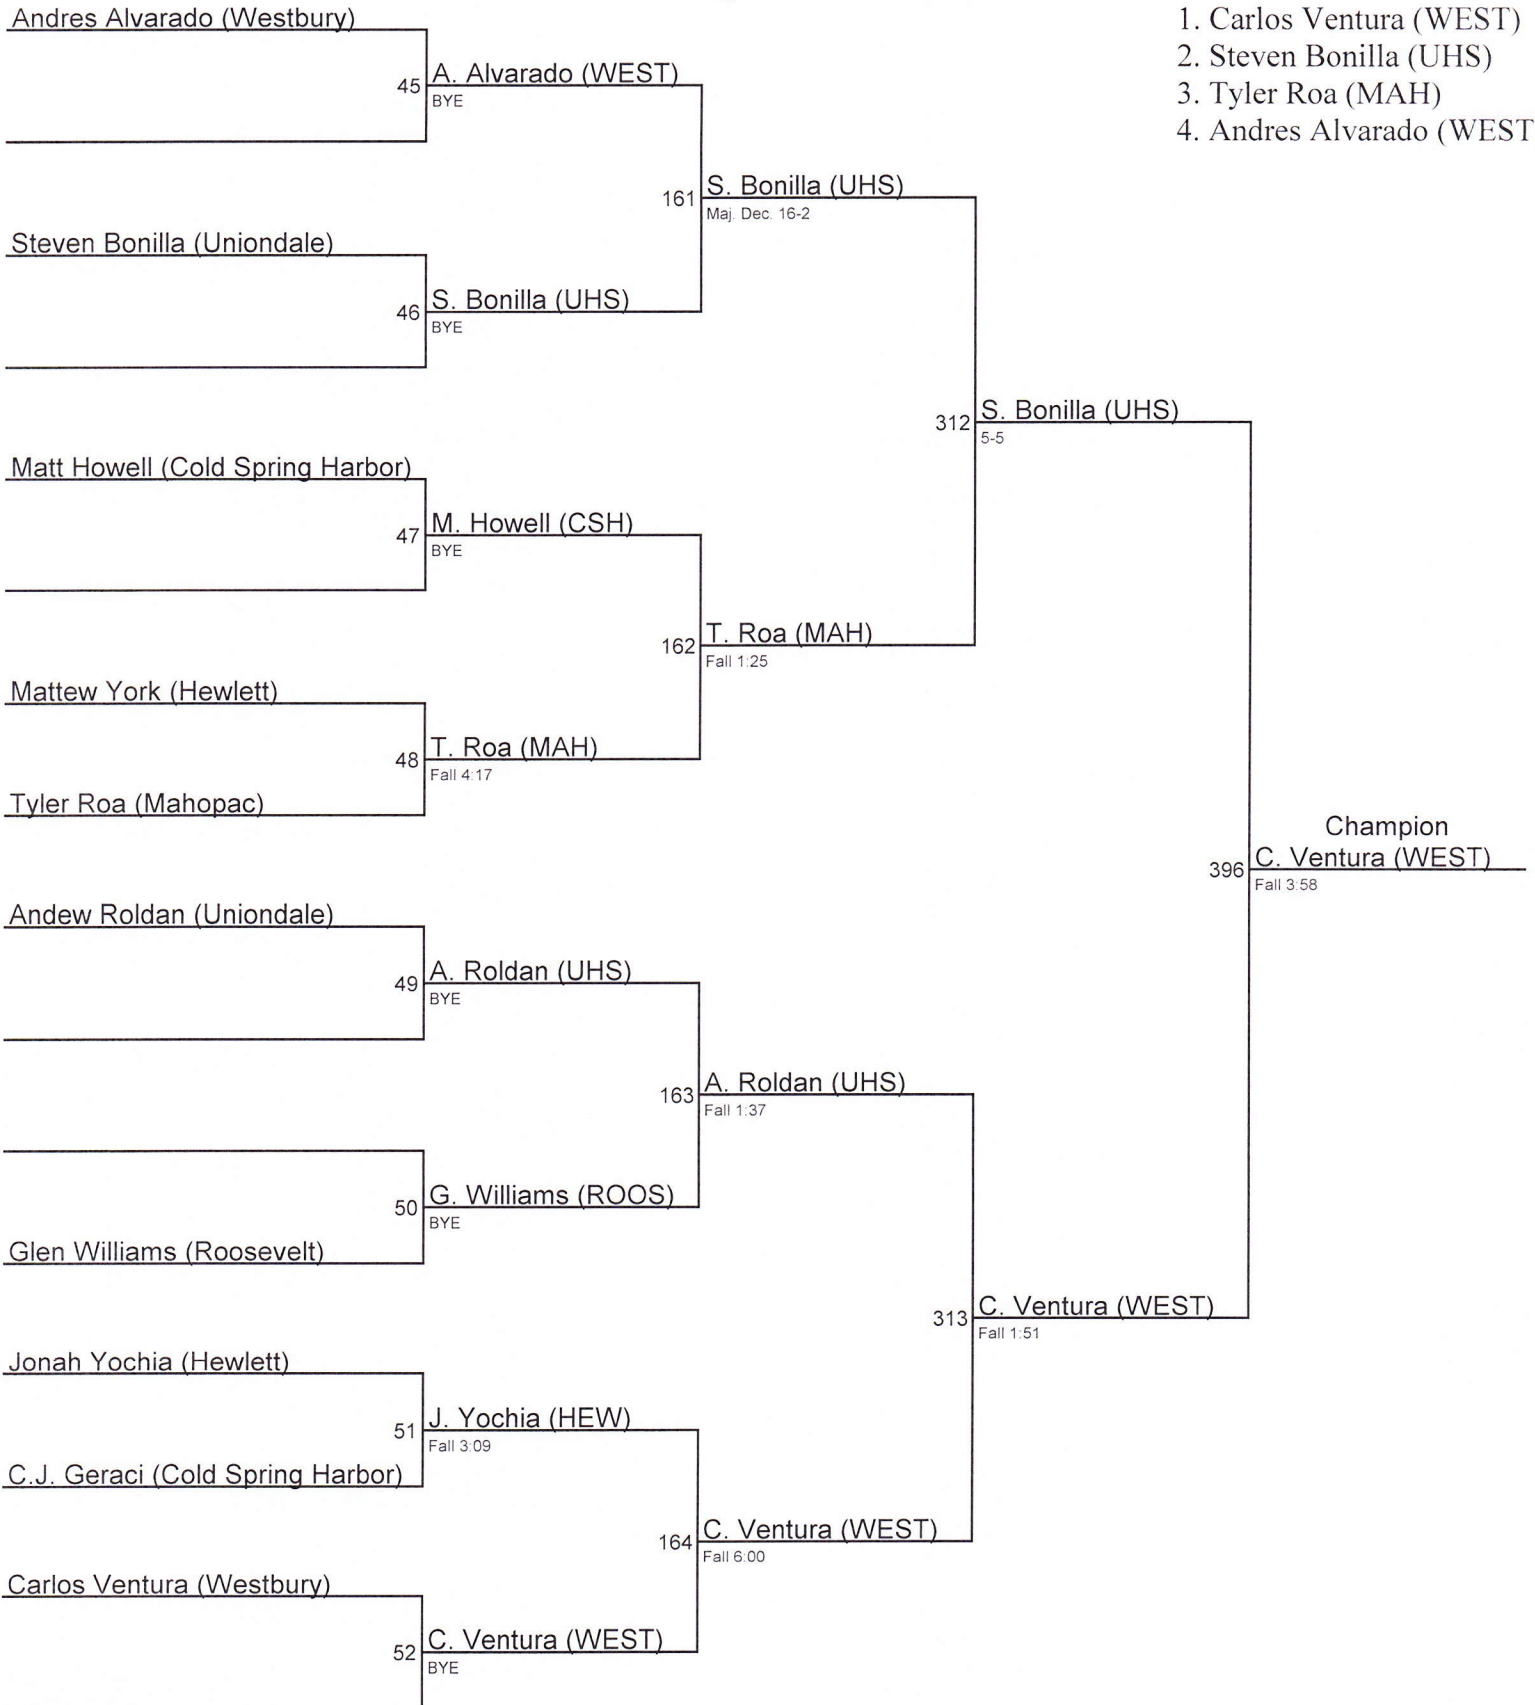 Andres Alvarado (Westbury)
1. Carlos Ventura (WEST)
2. Steven Bonilla (UHS)
3. Tyler Roa (MAH)
4. Andres Alvarado (WEST
45 A. Alvarado (WEST)
BYE
161 S. Bonilla (UHS)
Maj. Dec. 16-2
Steven Bonilla (Uniondale)
46 S. Bonilla (UHS)
BYE
312 S. Bonilla (UHS)
5-5
Matt Howell (Cold Spring Harbor)
47 M. Howell (CSH)
BYE
162 T. Roa (MAH)
Fall 1:25
Mattew York (Hewlett)
48 T. Roa (MAH)
Fall 4:17
Tyler Roa (Mahopac)
Champion
396 C. Ventura (WEST)
Fall 3:58
Andew Roldan (Uniondale)
49 A. Roldan (UHS)
BYE
163 A. Roldan (UHS)
Fall 1:37
50 G. Williams (ROOS)
BYE
Glen Williams (Roosevelt)
313 C. Ventura (WEST)
Fall 1:51
Jonah Yochia (Hewlett)
51 J. Yochia (HEW)
Fall 3:09
C.J. Geraci (Cold Spring Harbor)
164 C. Ventura (WEST)
Fall 6:00
Carlos Ventura (Westbury)
52 C. Ventura (WEST)
BYE